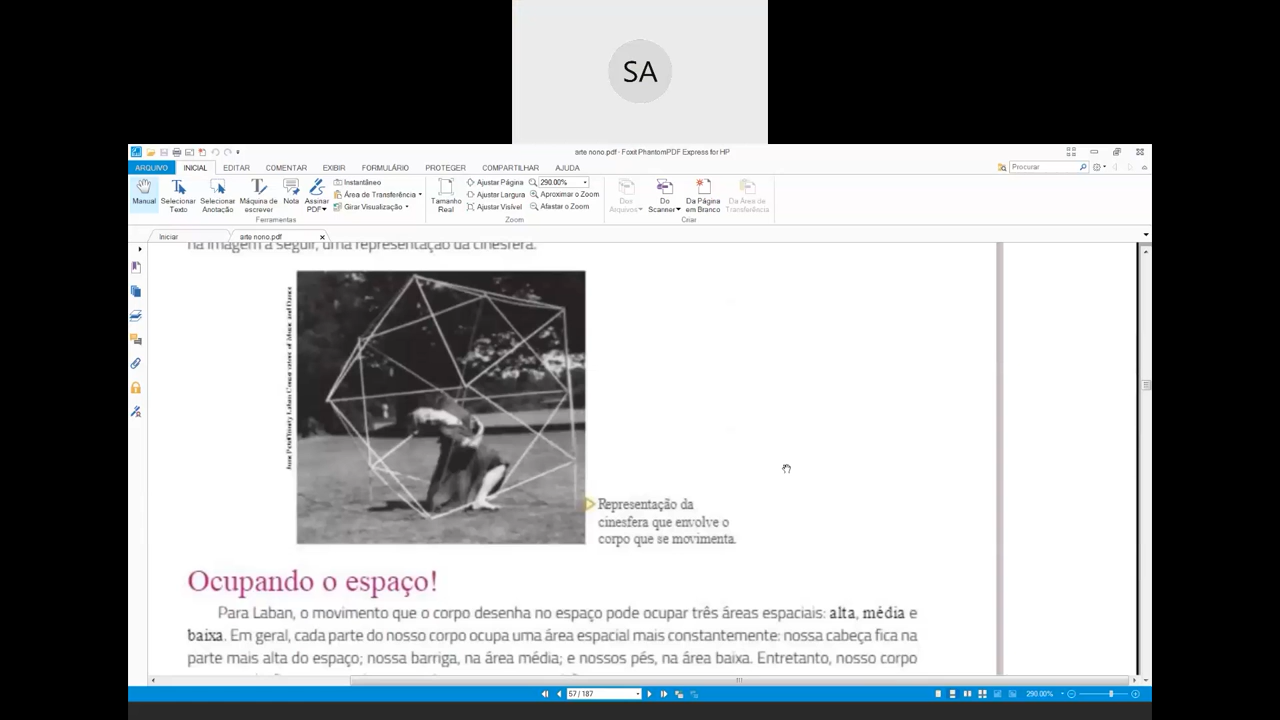 SA
arte nono.pdf - Foxit PhantomPDF Express for HP
ARQUIVO INICIAL EDITAR COMENTAR EXIBIR FORMULÁRIO PROTEGER COMPARTILHAR AJUDA Procurar
Manual Selecionar Texto Selecionar Anotação Máquina de escrever Nota Assinar PDF Instantâneo Área de Transferência Girar Visualização Tamanho Real Ajustar Página Ajustar Largura Ajustar Visível 290.00% Aproximar o Zoom Afastar o Zoom Dos Arquivos Do Scanner Da Página em Branco Da Área de Transferência
Ferramentas Zoom Criar
Iniciar arte nono.pdf
na imagem a seguir, uma representação da cinesfera.
Representação da
cinesfera que envolve o
corpo que se movimenta.
Ocupando o espaço!
Para Laban, o movimento que o corpo desenha no espaço pode ocupar três áreas espaciais: alta, média e
baixa. Em geral, cada parte do nosso corpo ocupa uma área espacial mais constantemente: nossa cabeça fica na
parte mais alta do espaço; nossa barriga, na área média; e nossos pés, na área baixa. Entretanto, nosso corpo
57 / 187 290.00%